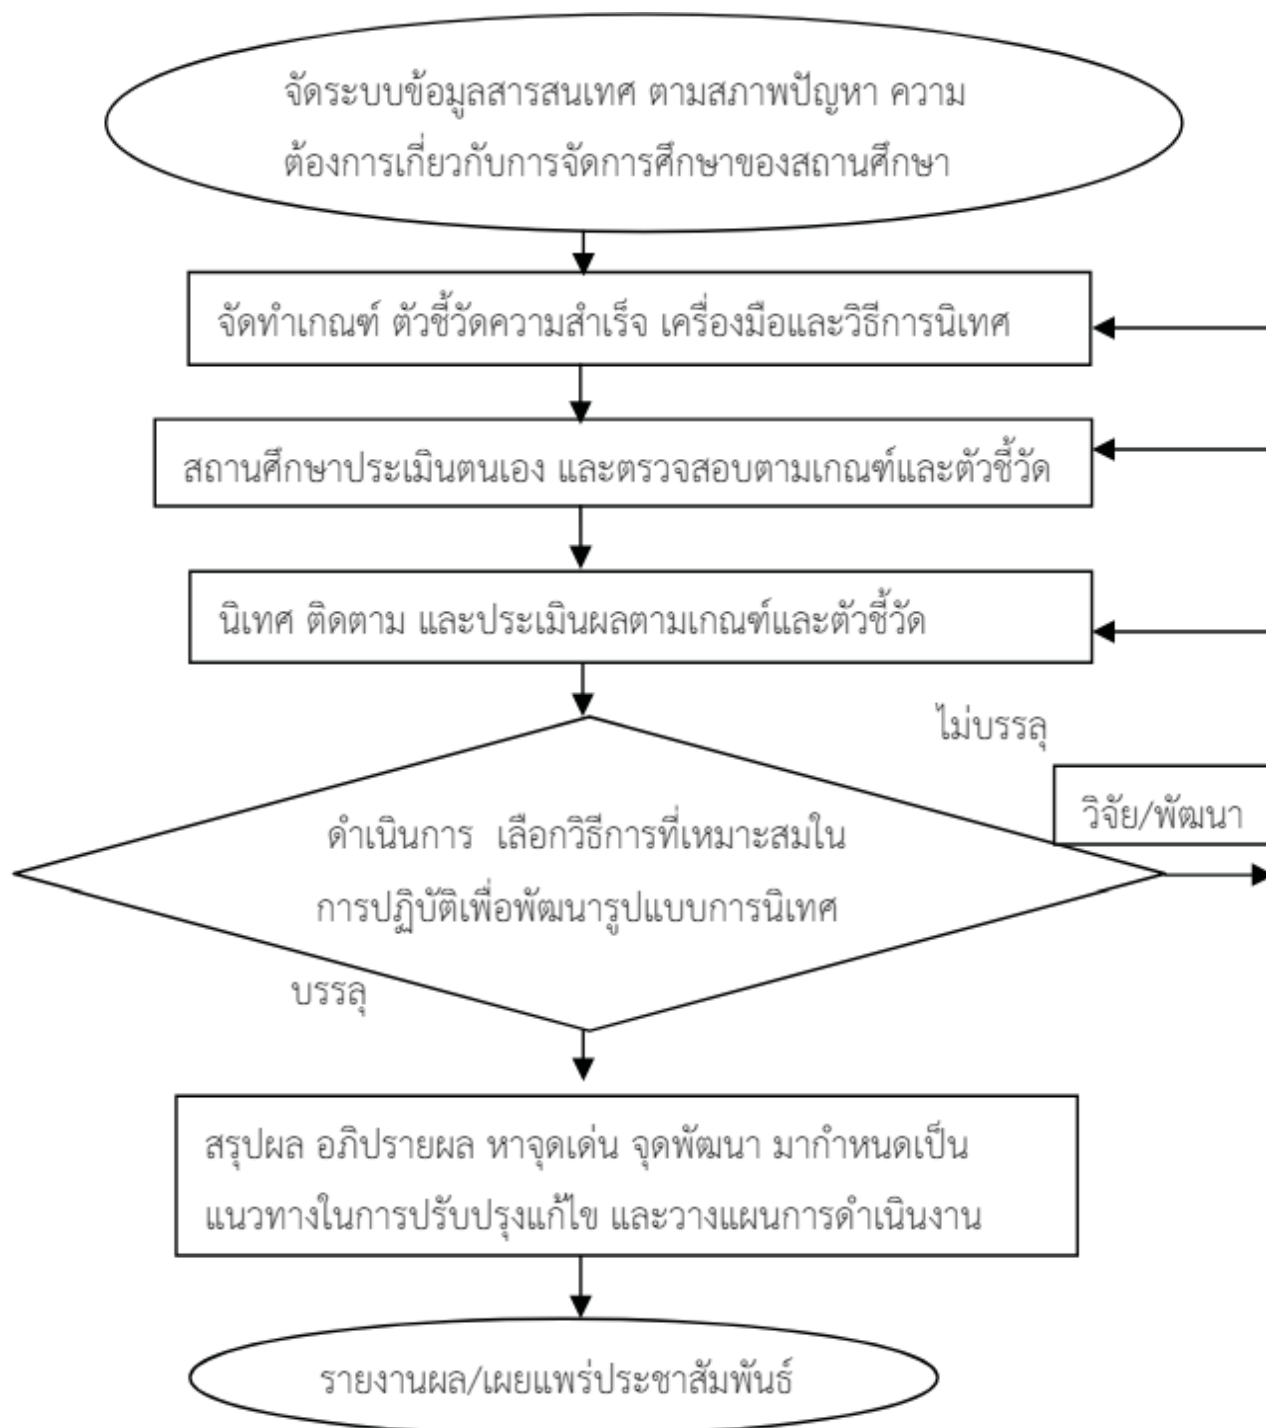 จัดระบบข้อมูลสารสนเทศ ตามสภาพปัญหา ความ
ต้องการเกี่ยวกับการจัดการศึกษาของสถานศึกษา
จัดทำเกณฑ์ ตัวชี้วัดความสำเร็จ เครื่องมือและวิธีการนิเทศ
สถานศึกษาประเมินตนเอง และตรวจสอบตามเกณฑ์และตัวชี้วัด
นิเทศ ติดตาม และประเมินผลตามเกณฑ์และตัวชี้วัด
ไม่บรรลุ
วิจัย/พัฒนา
ดำเนินการ เลือกวิธีการที่เหมาะสมใน
การปฏิบัติเพื่อพัฒนารูปแบบการนิเทศ
บรรลุ
สรุปผล อภิปรายผล หาจุดเด่น จุดพัฒนา มากำหนดเป็น
แนวทางในการปรับปรุงแก้ไข และวางแผนการดำเนินงาน
รายงานผล/เผยแพร่ประชาสัมพันธ์